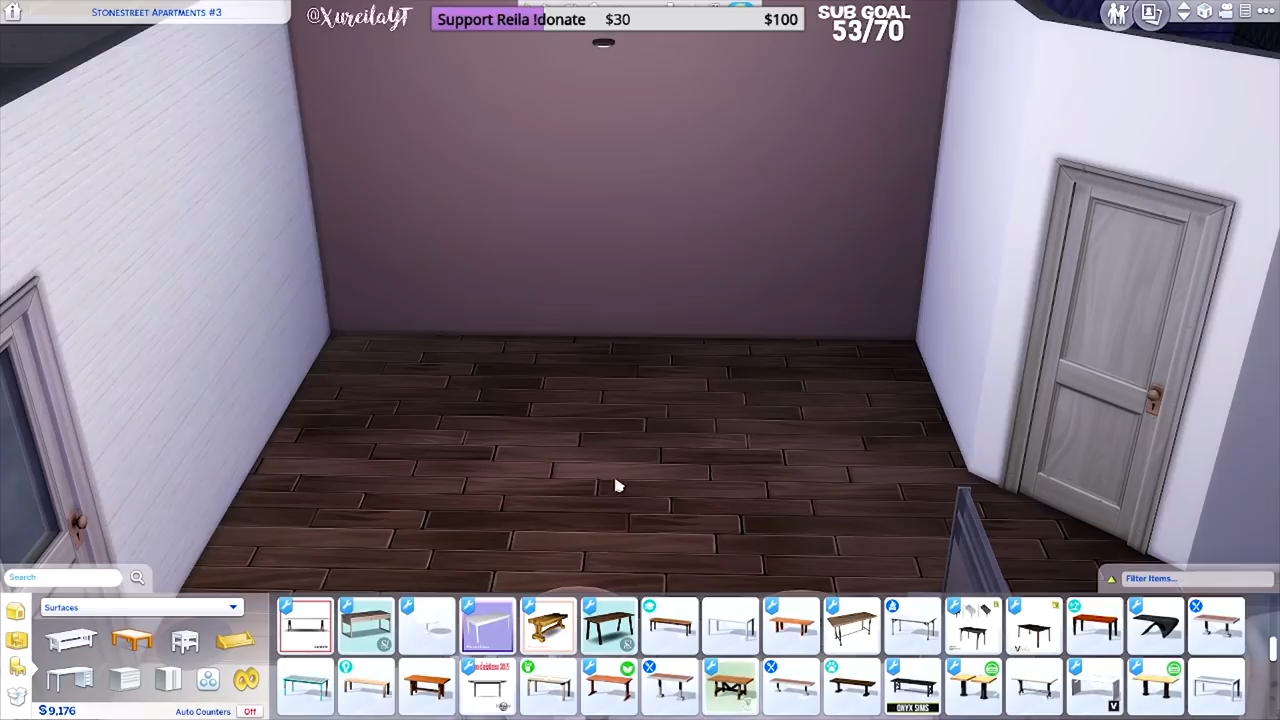 STONESTREET APARTMENTS #3
@XureilaYT
Support Reila !donate $30 $100
SUB GOAL
53/70
Search
Filter Items...
Surfaces
$9,176
Auto Counters Off
ONYX SIMS